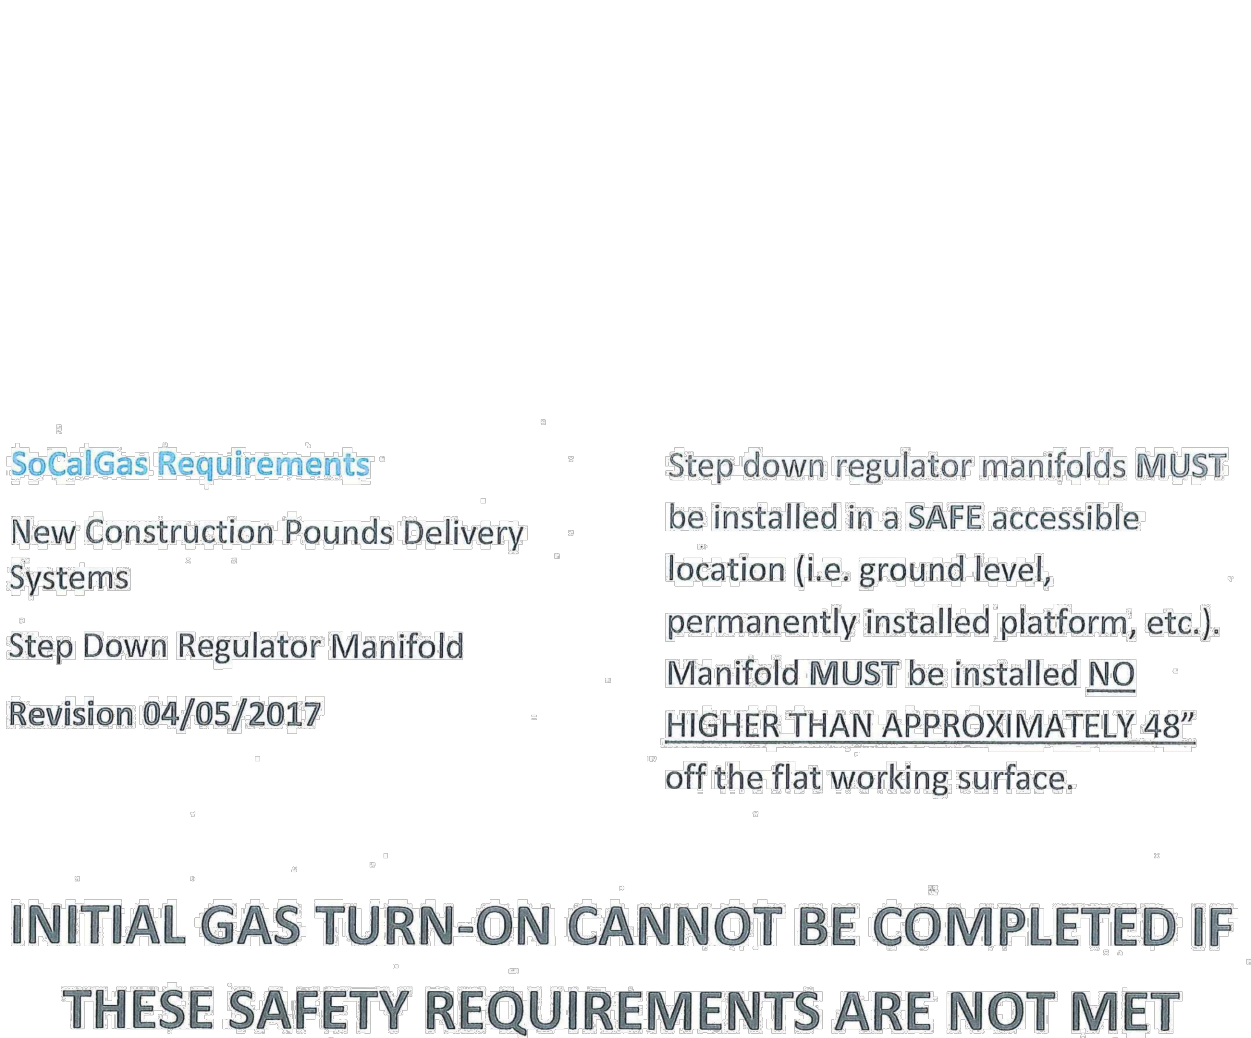 SoCalGas Requirements
New Construction Pounds Delivery
Systems
Step Down Regulator Manifold
Revision 04/05/2017
Step down regulator manifolds MUST
be installed in a SAFE accessible
location (i.e. ground level,
permanently installed platform, etc.).
Manifold MUST be installed NO
HIGHER THAN APPROXIMATELY 48”
off the flat working surface.
INITIAL GAS TURN-ON CANNOT BE COMPLETED IF
THESE SAFETY REQUIREMENTS ARE NOT MET